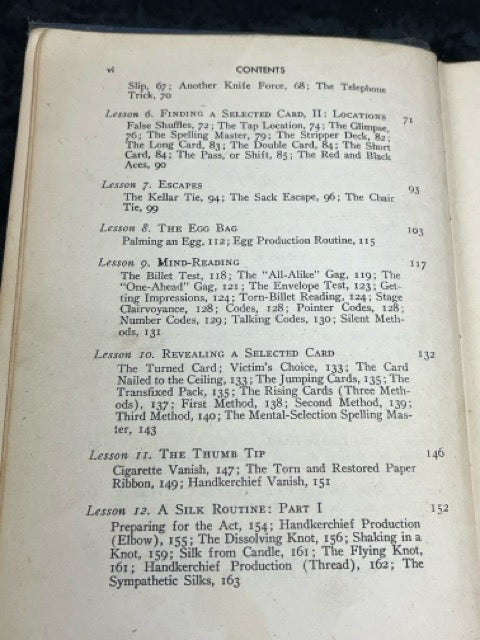 vi CONTENTS
Slip, 67; Another Knife Force, 68; The Telephone
Trick, 70
Lesson 6. FINDING A SELECTED CARD, II: LOCATIONS 71
False Shuffles, 72; The Tap Location, 74; The Glimpse,
76; The Spelling Master, 79; The Stripper Deck, 82;
The Long Card, 83; The Double Card, 84; The Short
Card, 84; The Pass, or Shift, 85; The Red and Black
Aces, 90
Lesson 7. ESCAPES 93
The Kellar Tie, 94; The Sack Escape, 96; The Chair
Tie, 99
Lesson 8. THE EGG BAG 103
Palming an Egg, 112; Egg Production Routine, 115
Lesson 9. MIND-READING 117
The Billet Test, 118; The "All-Alike" Gag, 119; The
"One-Ahead" Gag, 121; The Envelope Test, 123; Get-
ting Impressions, 124; Torn-Billet Reading, 124; Stage
Clairvoyance, 128; Codes, 128; Pointer Codes, 128;
Number Codes, 129; Talking Codes, 130; Silent Meth-
ods, 131
Lesson 10. REVEALING A SELECTED CARD 132
The Turned Card; Victim's Choice, 133; The Card
Nailed to the Ceiling, 133; The Jumping Cards, 135; The
Transfixed Pack, 135; The Rising Cards (Three Meth-
ods), 137; First Method, 138; Second Method, 139;
Third Method, 140; The Mental-Selection Spelling Mas-
ter, 143
Lesson 11. THE THUMB TIP 146
Cigarette Vanish, 147; The Torn and Restored Paper
Ribbon, 149; Handkerchief Vanish, 151
Lesson 12. A SILK ROUTINE: PART I 152
Preparing for the Act, 154; Handkerchief Production
(Elbow), 155; The Dissolving Knot, 156; Shaking in a
Knot, 159; Silk from Candle, 161; The Flying Knot,
161; Handkerchief Production (Thread), 162; The
Sympathetic Silks, 163